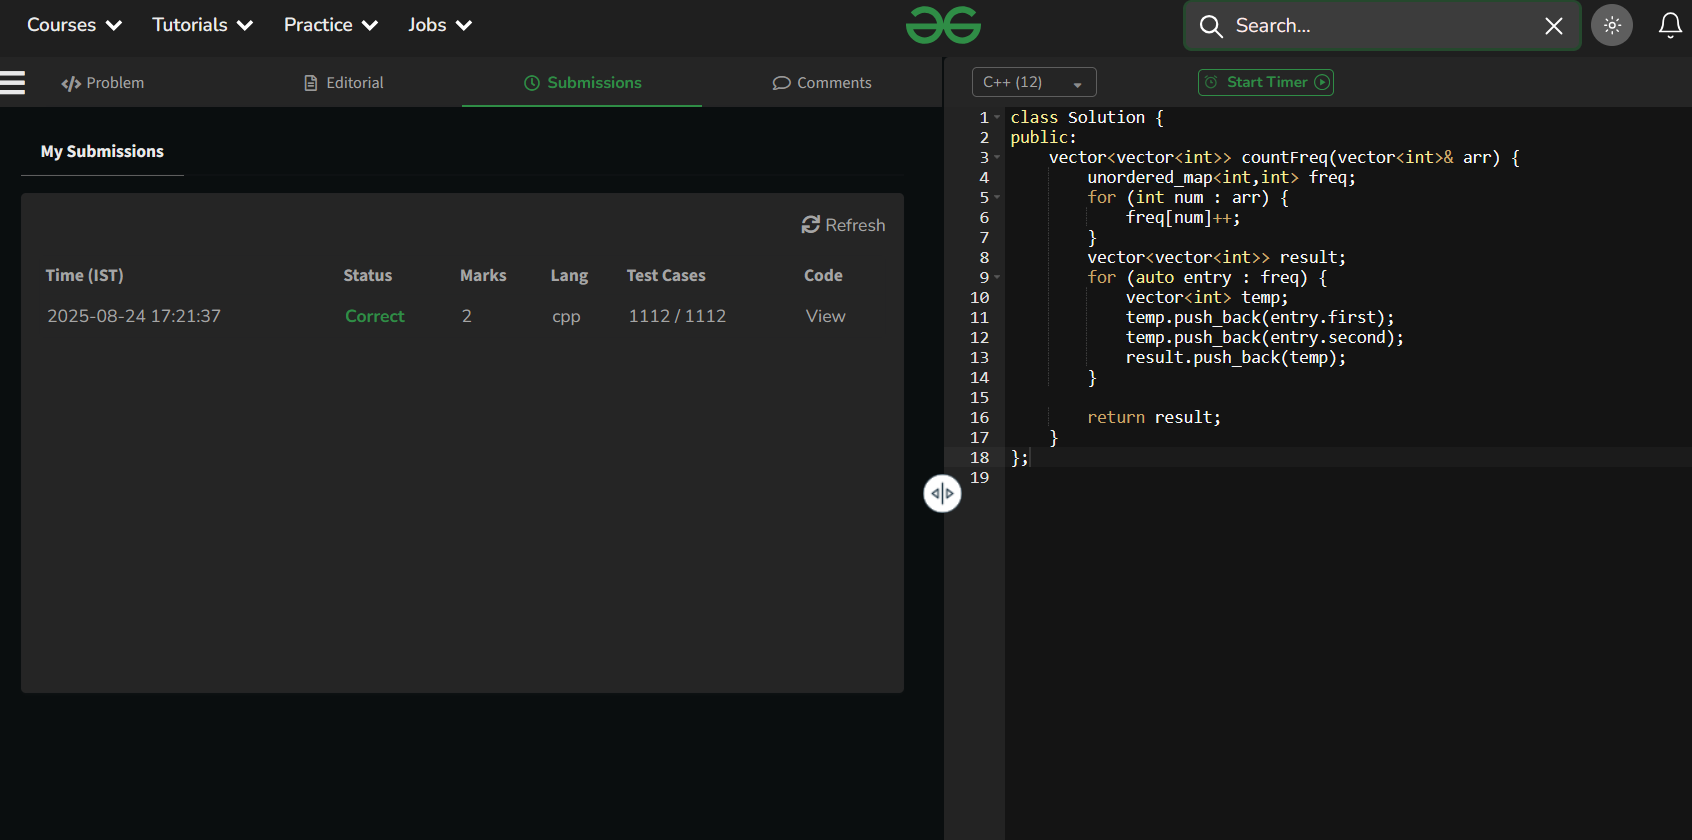 Courses Tutorials Practice Jobs Search...
Problem Editorial Submissions Comments
My Submissions
Refresh
Time (IST) Status Marks Lang Test Cases Code
2025-08-24 17:21:37 Correct 2 cpp 1112 / 1112 View
C++ (12) Start Timer
1 class Solution {
2 public:
3     vector<vector<int>> countFreq(vector<int>& arr) {
4         unordered_map<int,int> freq;
5         for (int num : arr) {
6             freq[num]++;
7         }
8         vector<vector<int>> result;
9         for (auto entry : freq) {
10             vector<int> temp;
11             temp.push_back(entry.first);
12             temp.push_back(entry.second);
13             result.push_back(temp);
14         }
15
16         return result;
17     }
18 };
19